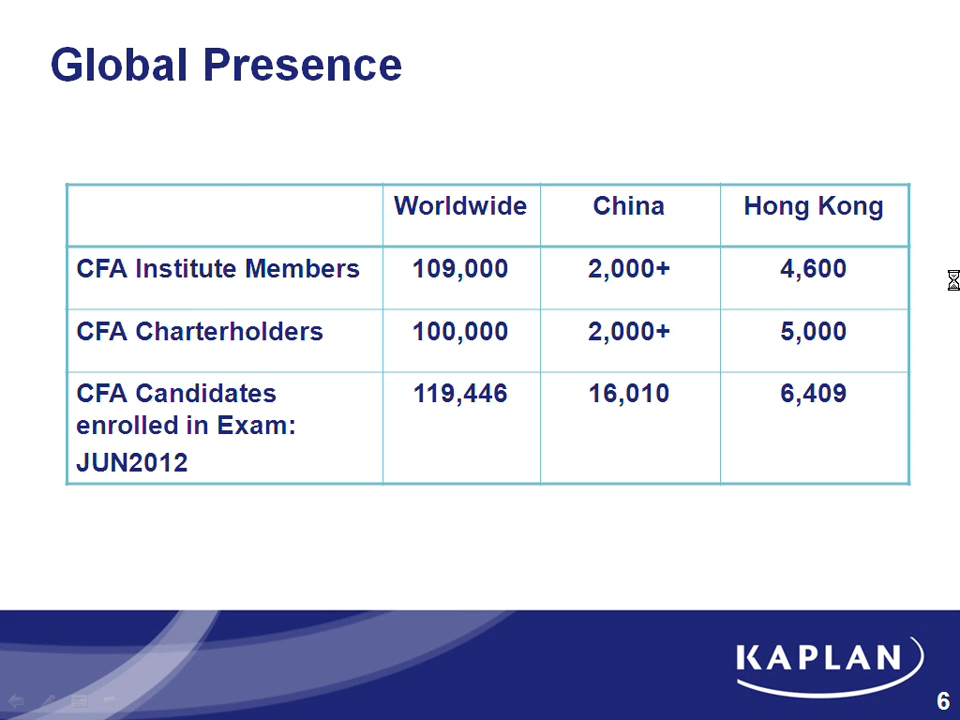 Global Presence
Worldwide China Hong Kong
CFA Institute Members 109,000 2,000+ 4,600
CFA Charterholders 100,000 2,000+ 5,000
CFA Candidates 119,446 16,010 6,409
enrolled in Exam:
JUN2012
KAPLAN
6